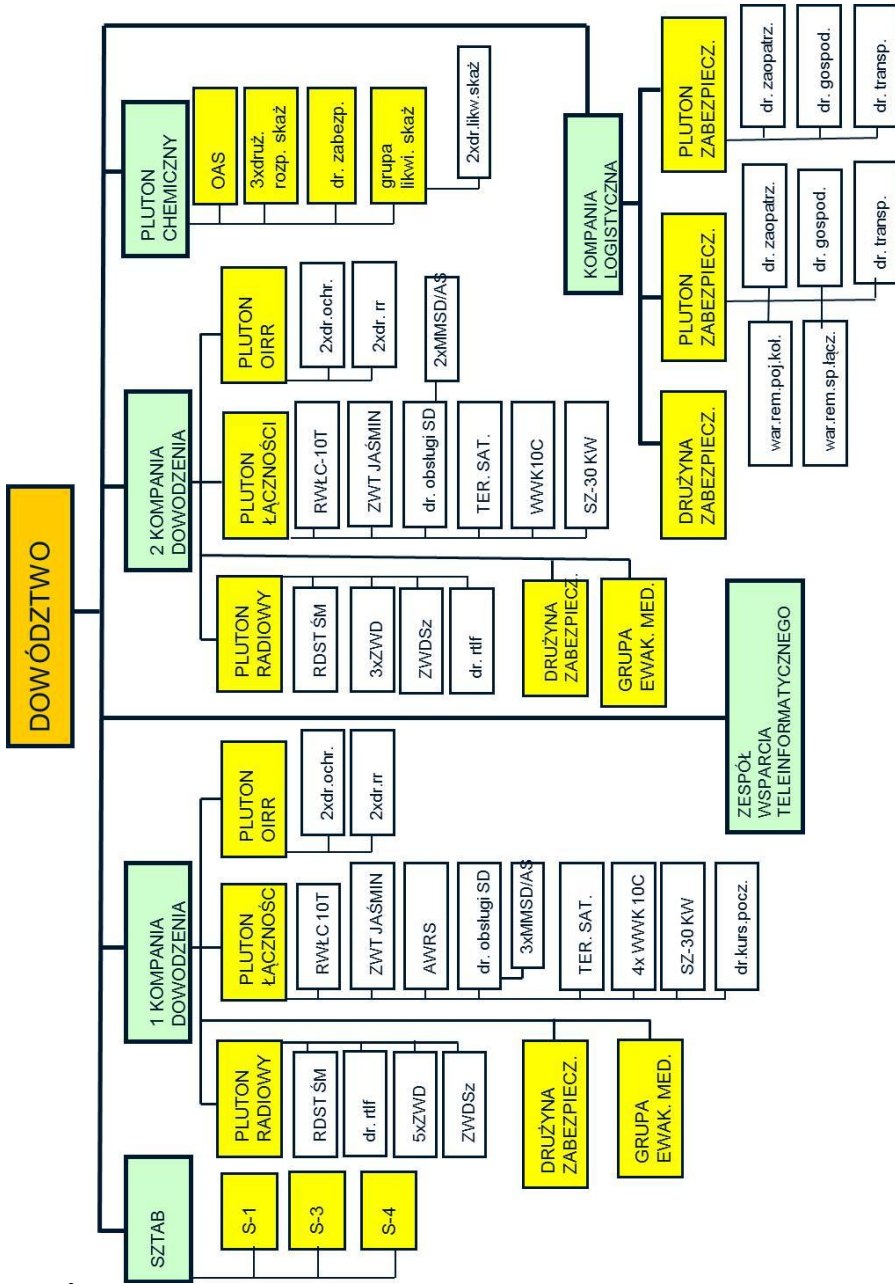 DOWÓDZTWO
SZTAB
S-1
S-3
S-4
1 KOMPANIA
DOWODZENIA
PLUTON
RADIOWY
RDST ŚM
dr. rtlf
5xZWD
ZWDSz
PLUTON
ŁĄCZNOŚC
RWŁC 10T
ZWT JAŚMIN
AWRS
dr. obsługi SD
3xMMSD/AS
TER. SAT.
4x WWK 10C
SZ-30 KW
dr.kurs.pocz.
PLUTON
OIRR
2xdr.ochr.
2xdr.rr
DRUŻYNA
ZABEZPIECZ.
GRUPA
EWAK. MED.
ZESPÓŁ
WSPARCIA
TELEINFORMATYCZNEGO
2 KOMPANIA
DOWODZENIA
PLUTON
RADIOWY
RDST ŚM
3xZWD
ZWDSz
dr. rtlf
PLUTON
ŁĄCZNOŚCI
RWŁC-10T
ZWT JAŚMIN
dr. obsługi SD
2xMMSD/AS
TER. SAT.
WWK10C
SZ-30 KW
PLUTON
OIRR
2xdr.ochr.
2xdr. rr
DRUŻYNA
ZABEZPIECZ.
GRUPA
EWAK. MED.
PLUTON
CHEMICZNY
OAS
3xdruż.
rozp. skaż
dr. zabezp.
grupa
likwi. skaż
2xdr.likw.skaż
KOMPANIA
LOGISTYCZNA
DRUŻYNA
ZABEZPIECZ.
PLUTON
ZABEZPIECZ.
war.rem.poj.koł.
war.rem.sp.łącz.
dr. zaopatrz.
dr. gospod.
dr. transp.
PLUTON
ZABEZPIECZ.
dr. zaopatrz.
dr. gospod.
dr. transp.